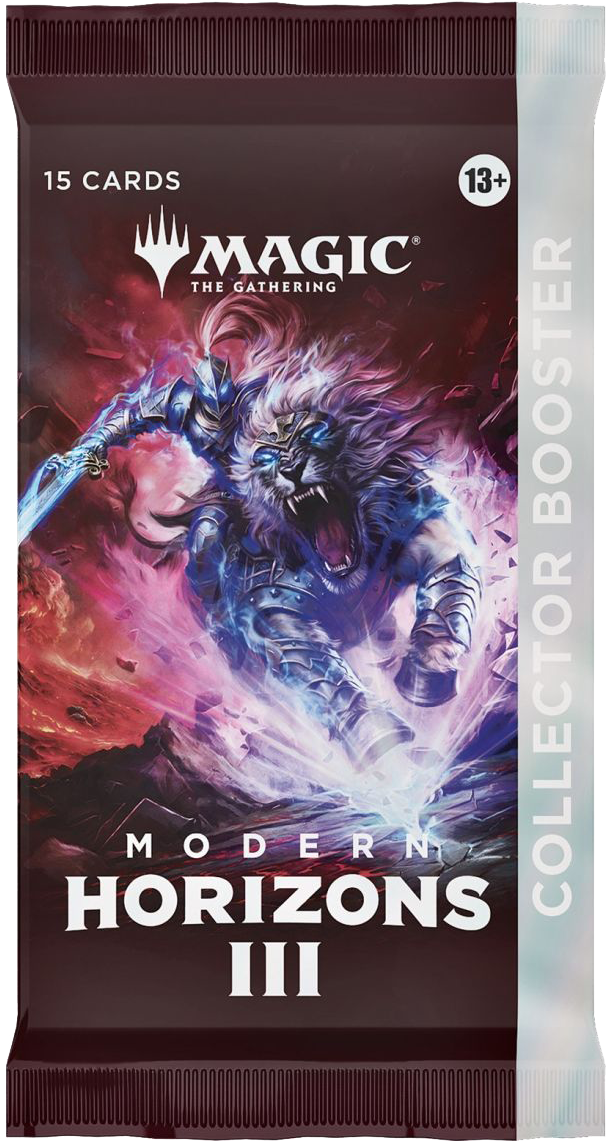 15 CARDS
13+
MAGIC®
THE GATHERING
MODERN
HORIZONS
III
COLLECTOR BOOSTER